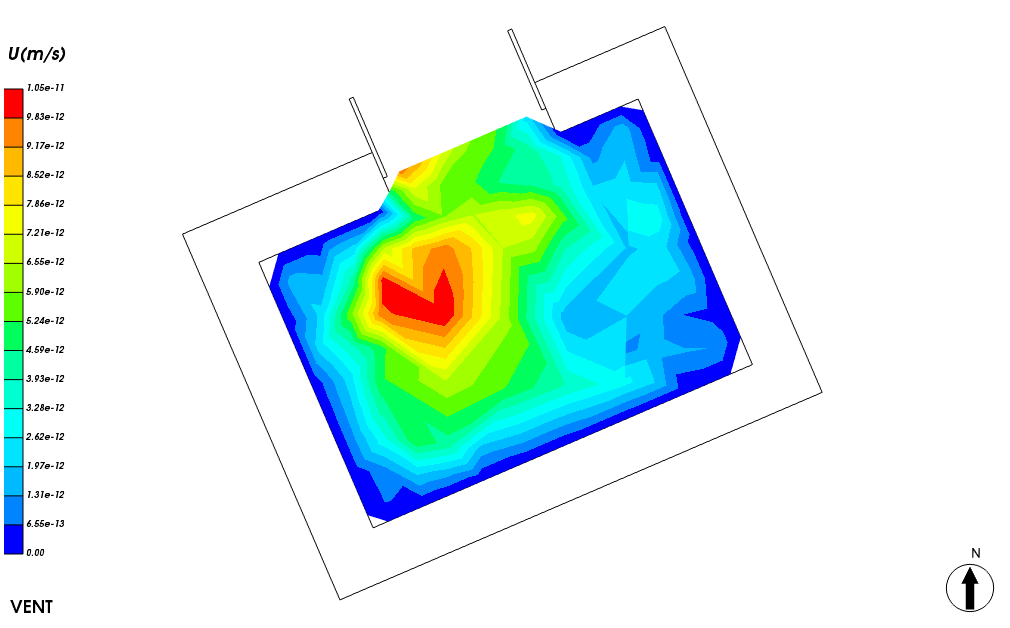 U(m/s)
1.05e-11
9.83e-12
9.17e-12
8.52e-12
7.86e-12
7.21e-12
6.55e-12
5.90e-12
5.24e-12
4.59e-12
3.93e-12
3.28e-12
2.62e-12
1.97e-12
1.31e-12
6.55e-13
0.00
N
VENT